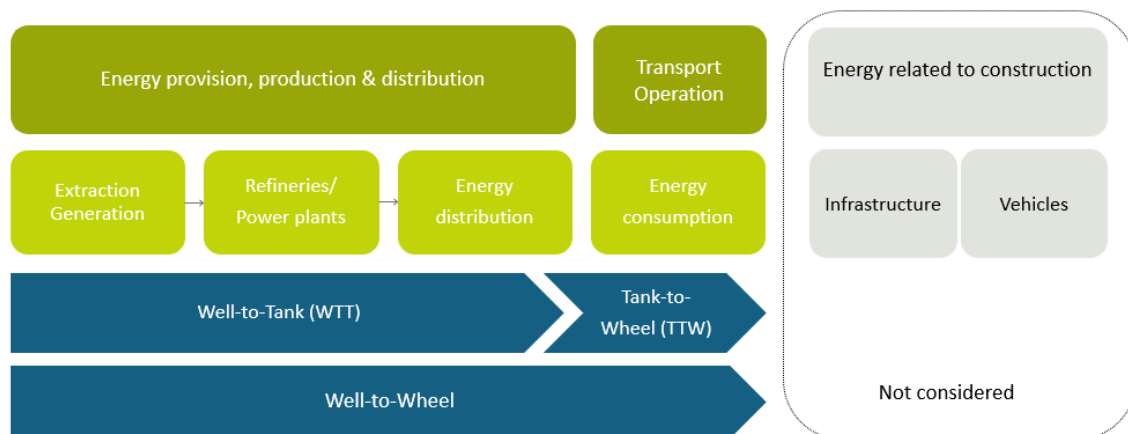 Energy provision, production & distribution
Transport
Operation
Energy related to construction
Extraction
Generation
Refineries/
Power plants
Energy
distribution
Energy
consumption
Infrastructure
Vehicles
Well-to-Tank (WTT)
Tank-to-
Wheel (TTW)
Well-to-Wheel
Not considered